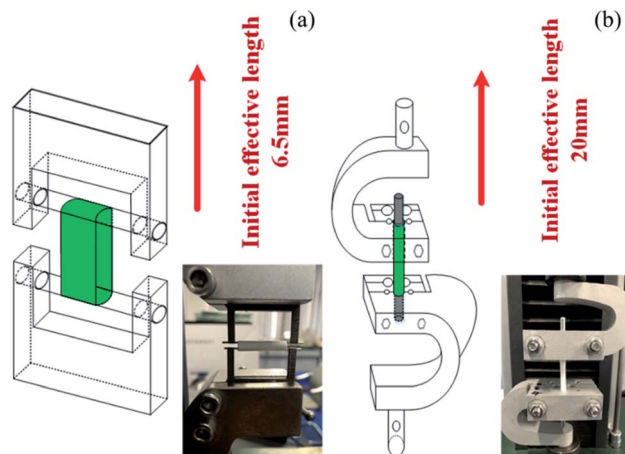 (a)
Initial effective length
6.5mm
(b)
Initial effective length
20mm